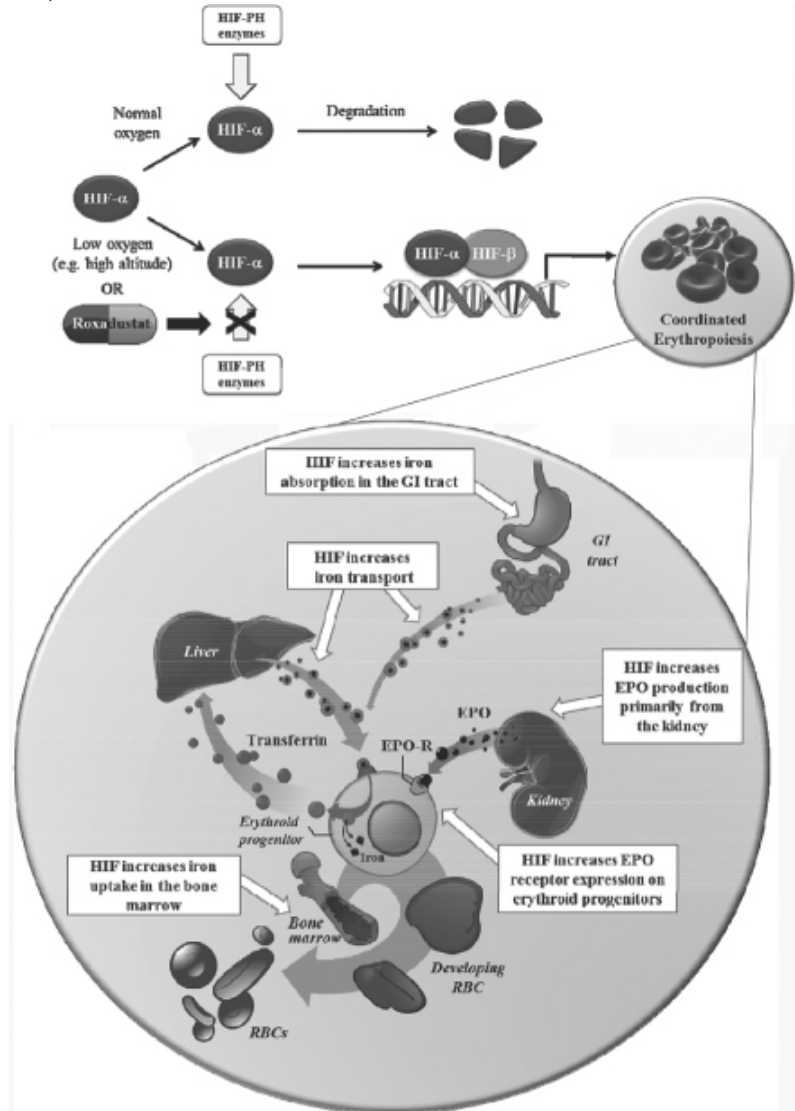 HIF-PH
enzymes
Normal
oxygen
HIF-α
Degradation
HIF-α
Low oxygen
(e.g. high altitude)
OR
HIF-α
HIF-α
HIF-β
Roxadustat
HIF-PH
enzymes
Coordinated
Erythropoiesis
HIF increases iron
absorption in the GI tract
GI
tract
HIF increases
iron transport
Liver
HIF increases
EPO production
primarily from
the kidney
EPO
Transferrin
EPO-R
Kidney
Erythroid
progenitor
Iron
HIF increases EPO
receptor expression on
erythroid progenitors
HIF increases iron
uptake in the bone
marrow
Bone
marrow
Developing
RBC
RBCs